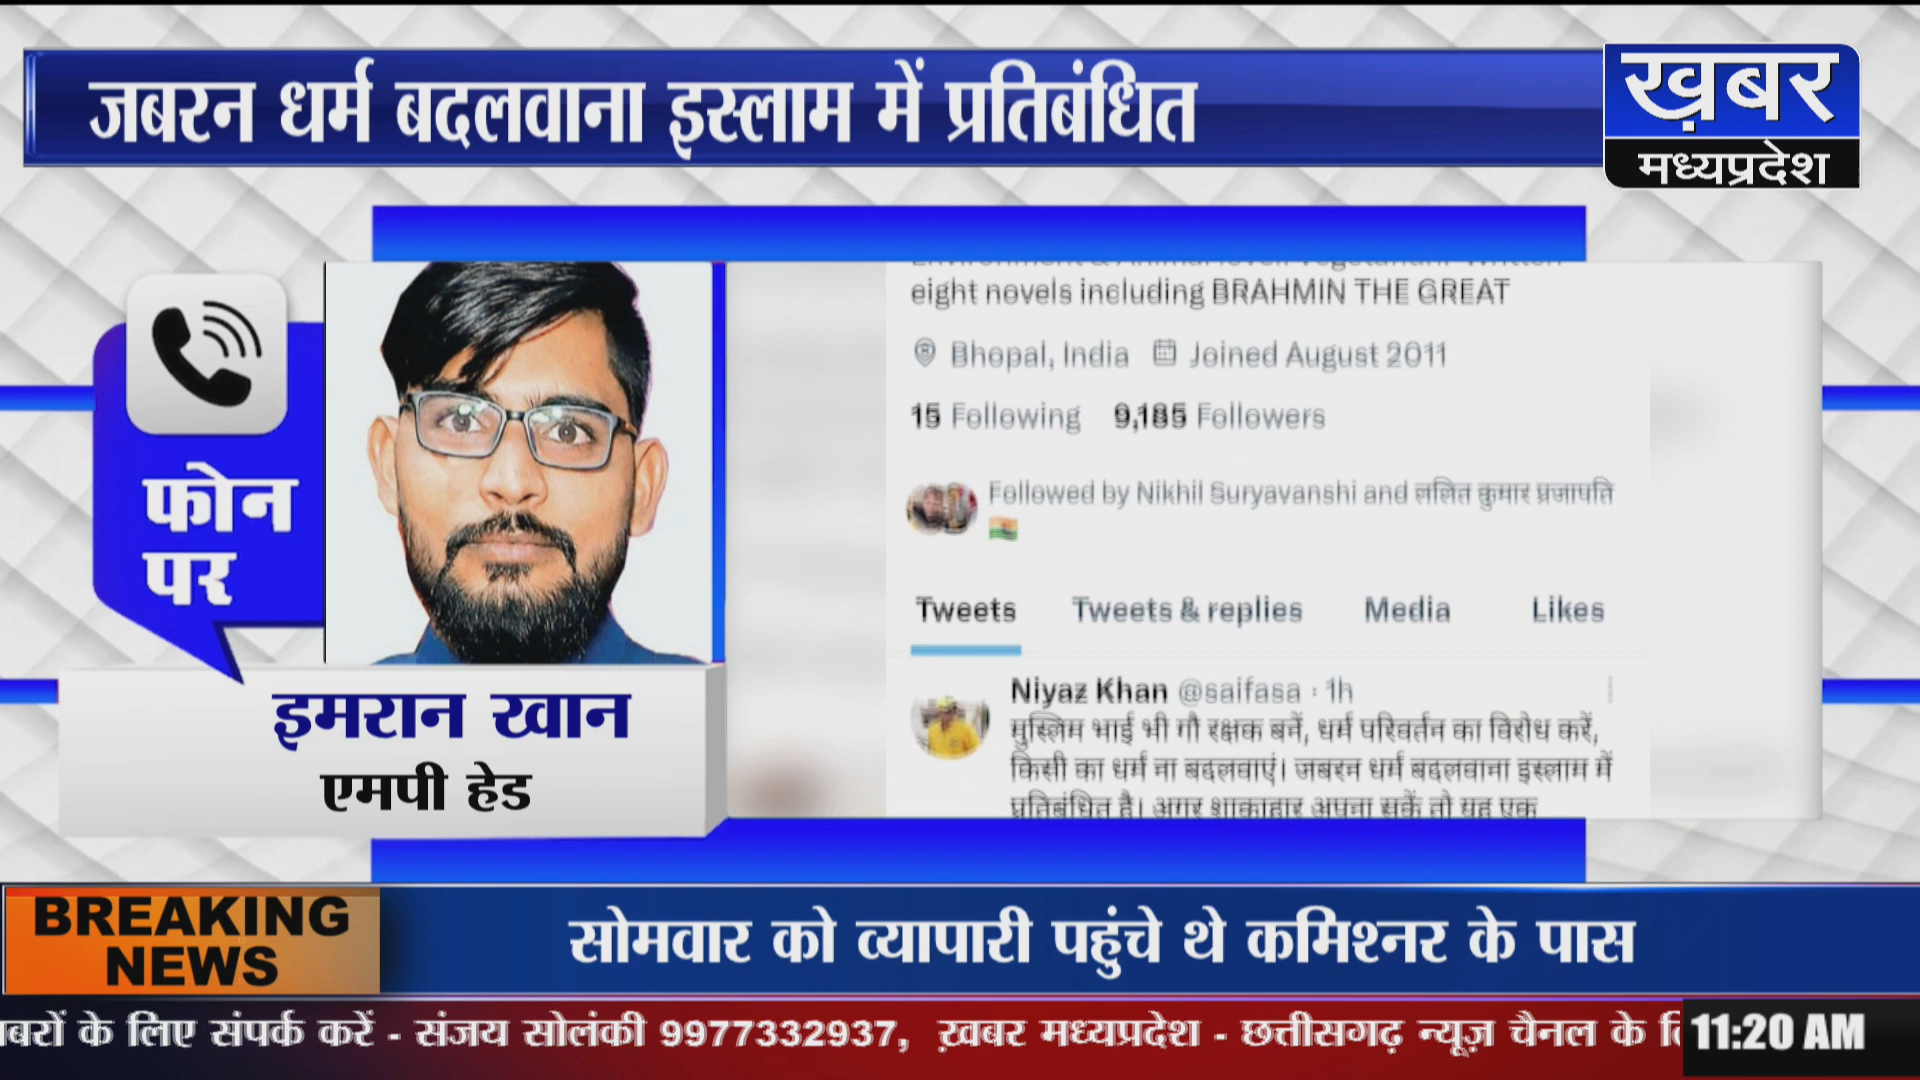 जबरन धर्म बदलवाना इस्लाम में प्रतिबंधित
ख़बर
मध्यप्रदेश
eight novels including BRAHMIN THE GREAT
Bhopal, India Joined August 2011
15 Following 9,185 Followers
Followed by Nikhil Suryavanshi and ललित कुमार प्रजापति
Tweets Tweets & replies Media Likes
Niyaz Khan @saifasa · 1h
मुस्लिम भाई भी गौ रक्षक बनें, धर्म परिवर्तन का विरोध करें,
किसी का धर्म ना बदलवाएं। जबरन धर्म बदलवाना इस्लाम में
प्रतिबंधित है। अगर शाकाहार अपना सकें तो यह एक
फोन
पर
इमरान खान
एमपी हेड
BREAKING
NEWS
सोमवार को व्यापारी पहुंचे थे कमिश्नर के पास
के लिए संपर्क करें - संजय सोलंकी 9977332937, ख़बर मध्यप्रदेश - छत्तीसगढ़ न्यूज़ चैनल के
11:20 AM